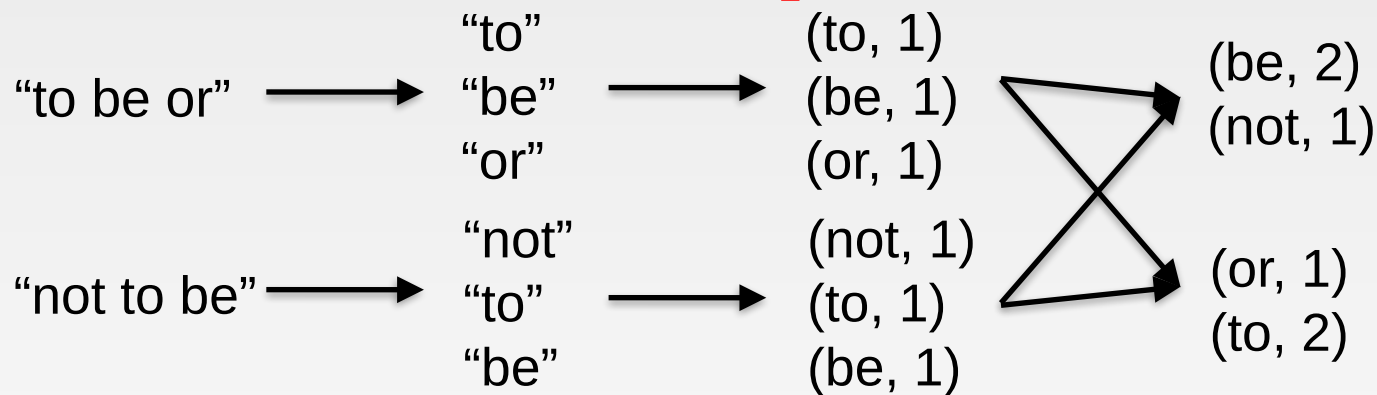 “to be or”
“to”
“be”
“or”
(to, 1)
(be, 1)
(or, 1)
(be, 2)
(not, 1)
“not to be”
“not”
“to”
“be”
(not, 1)
(to, 1)
(be, 1)
(or, 1)
(to, 2)